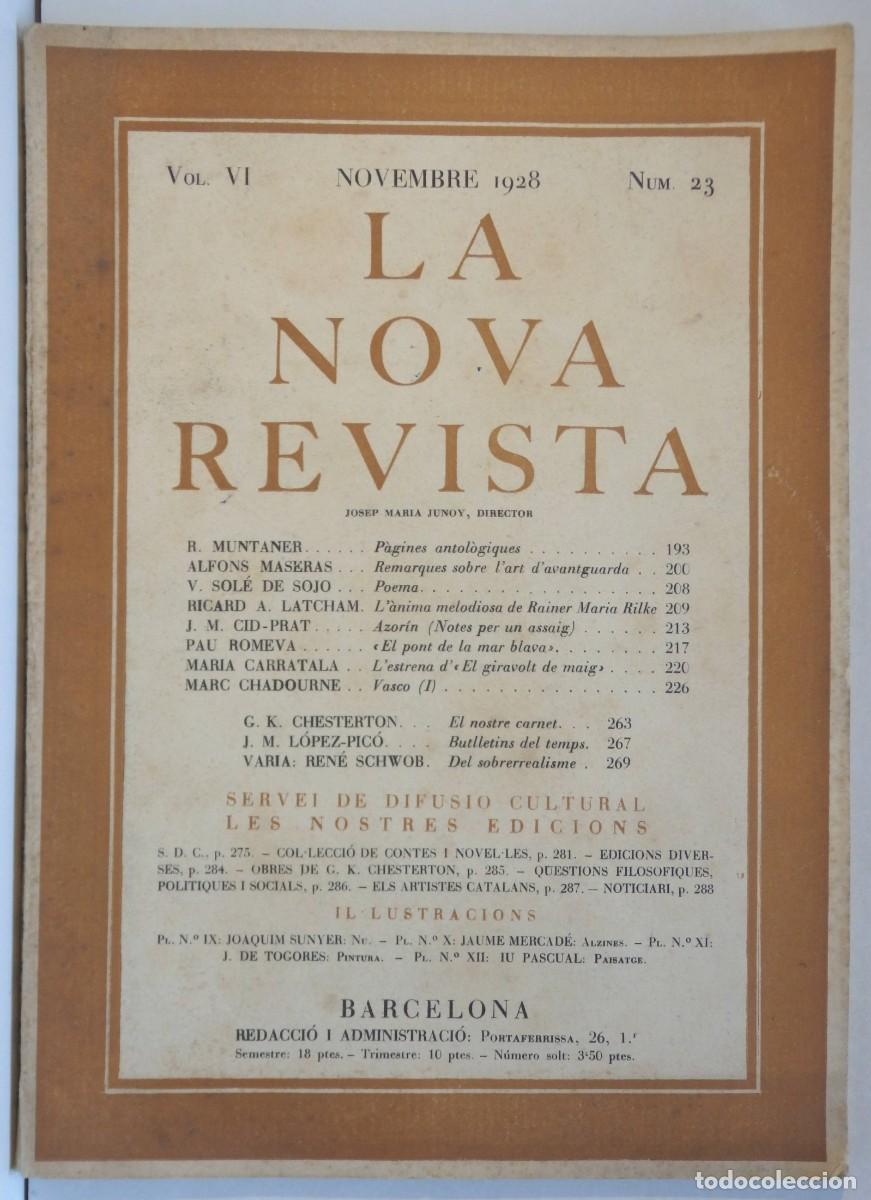 Vol. VI NOVEMBRE 1928 Num. 23
LA
NOVA
REVISTA
JOSEP MARIA JUNOY, DIRECTOR
R. MUNTANER...... Pàgines antològiques .......... 193
ALFONS MASERAS... Remarques sobre l'art d'avantguarda .. 200
V. SOLÉ DE SOJO... Poema.................. 208
RICARD A. LATCHAM. L'ànima melodiosa de Rainer Maria Rilke 209
J. M. CID-PRAT..... Azorín (Notes per un assaig) ...... 213
PAU ROMEVA...... «El pont de la mar blava»......... 217
MARIA CARRATALA.. L'estrena d'«El giravolt de maig».... 220
MARC CHADOURNE.. Vasco (I)................ 226
G. K. CHESTERTON... El nostre carnet... 263
J. M. LÓPEZ-PICÓ.... Butlletins del temps. 267
VARIA: RENÉ SCHWOB. Del sobrerrealisme . 269
SERVEI DE DIFUSIO CULTURAL
LES NOSTRES EDICIONS
S. D. C., p. 275. – COL·LECCIÓ DE CONTES I NOVEL·LES, p. 281. – EDICIONS DIVER-
SES, p. 284. – OBRES DE G. K. CHESTERTON, p. 285. – QÜESTIONS FILOSOFIQUES,
POLITIQUES I SOCIALS, p. 286. – ELS ARTISTES CATALANS, p. 287. – NOTICIARI, p. 288
IL·LUSTRACIONS
Pl. N.º IX: JOAQUIM SUNYER: Nu. – Pl. N.º X: JAUME MERCADÉ: Alzines. – Pl. N.º XI:
J. DE TOGORES: Pintura. – Pl. N.º XII: IU PASCUAL: Paisatge.
BARCELONA
REDACCIÓ I ADMINISTRACIÓ: Portaferrissa, 26, 1.r
Semestre: 18 ptes. – Trimestre: 10 ptes. – Número solt: 3'50 ptes.
todocoleccion